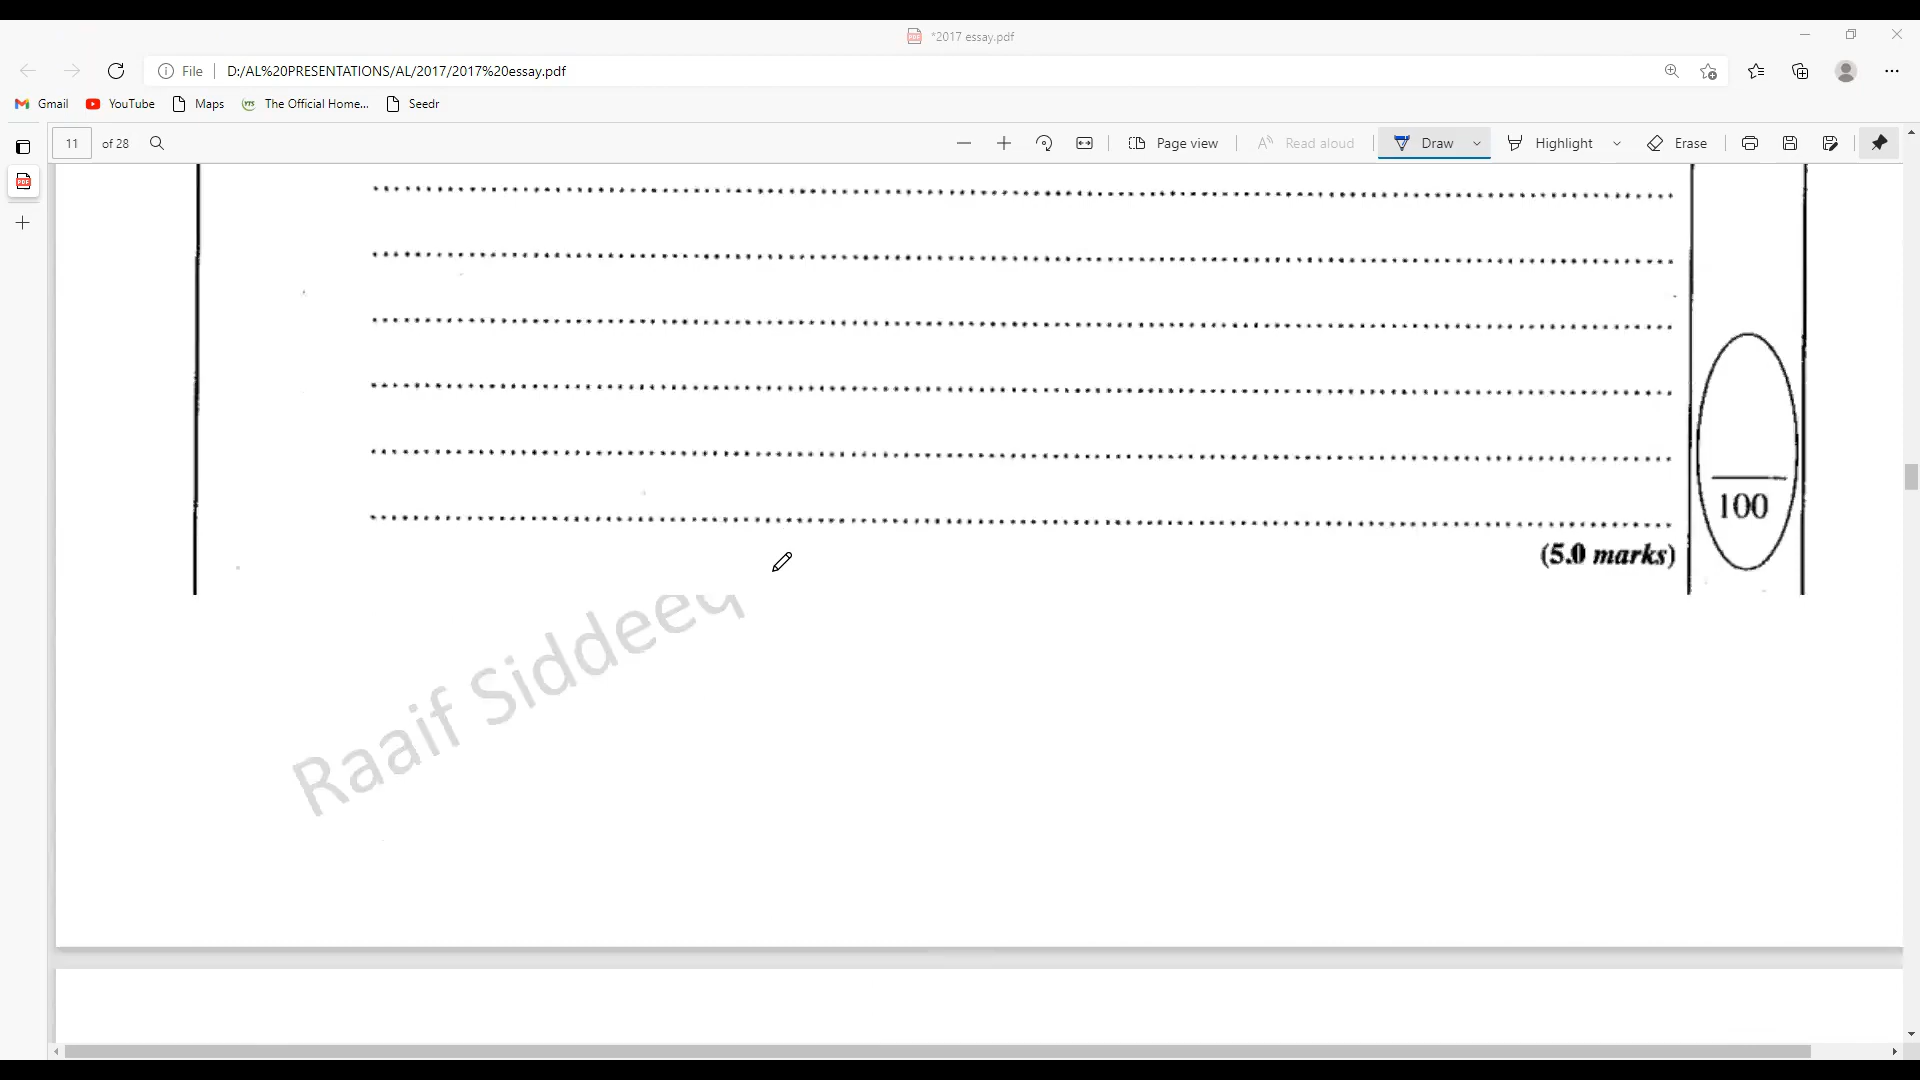 *2017 essay.pdf
File D:/AL%20PRESENTATIONS/AL/2017/2017%20essay.pdf
Gmail YouTube Maps The Official Home... Seedr
11 of 28 Page view Read aloud Draw Highlight Erase
100
(5.0 marks)
Raaif Siddeeq